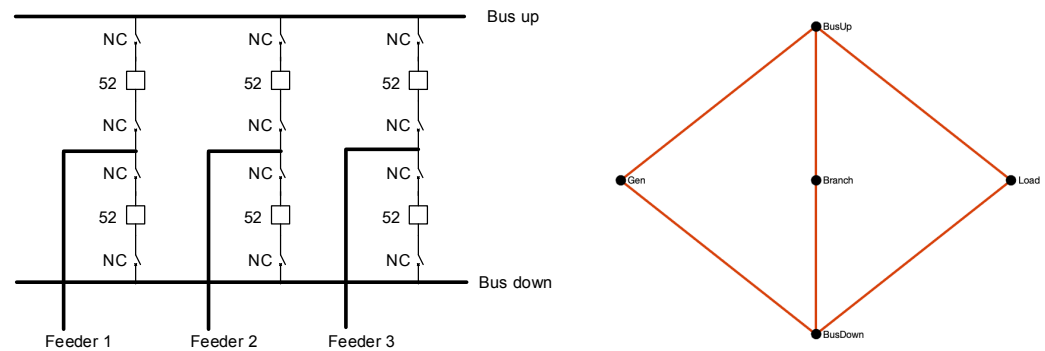 Bus up
NC NC NC
52 52 52
NC NC NC
NC NC NC
52 52 52
NC NC NC
Bus down
Feeder 1 Feeder 2 Feeder 3
BusUp
Gen Branch Load
BusDown